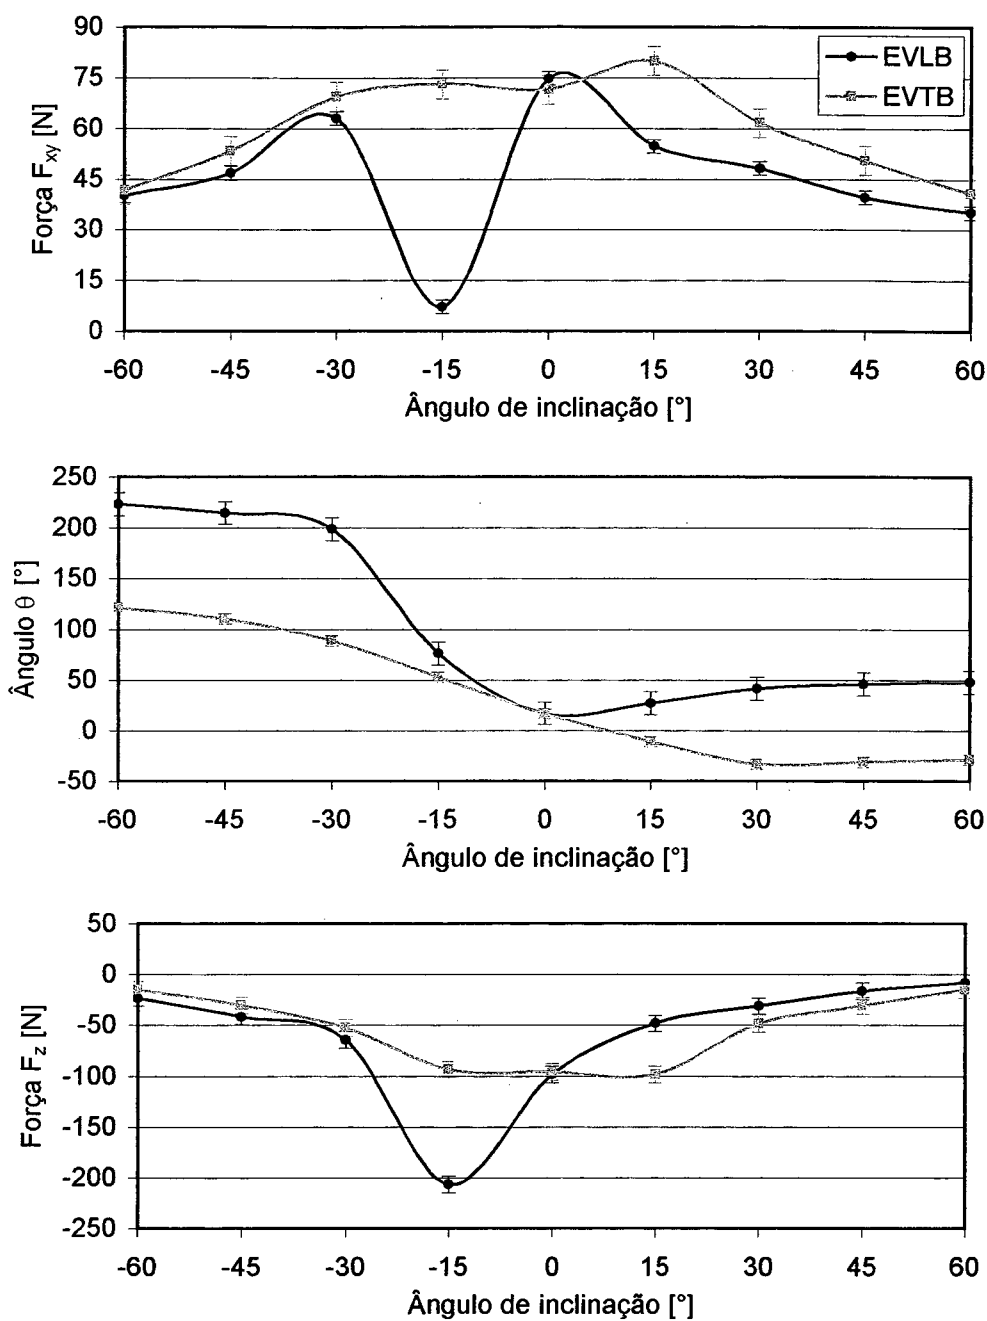 90
75
60
45
30
15
0
Força Fxy [N]
EVLB
EVTB
-60 -45 -30 -15 0 15 30 45 60
Ângulo de inclinação [°]
250
200
150
100
50
0
-50
Ângulo θ [°]
-60 -45 -30 -15 0 15 30 45 60
Ângulo de inclinação [°]
50
0
-50
-100
-150
-200
-250
Força Fz [N]
-60 -45 -30 -15 0 15 30 45 60
Ângulo de inclinação [°]